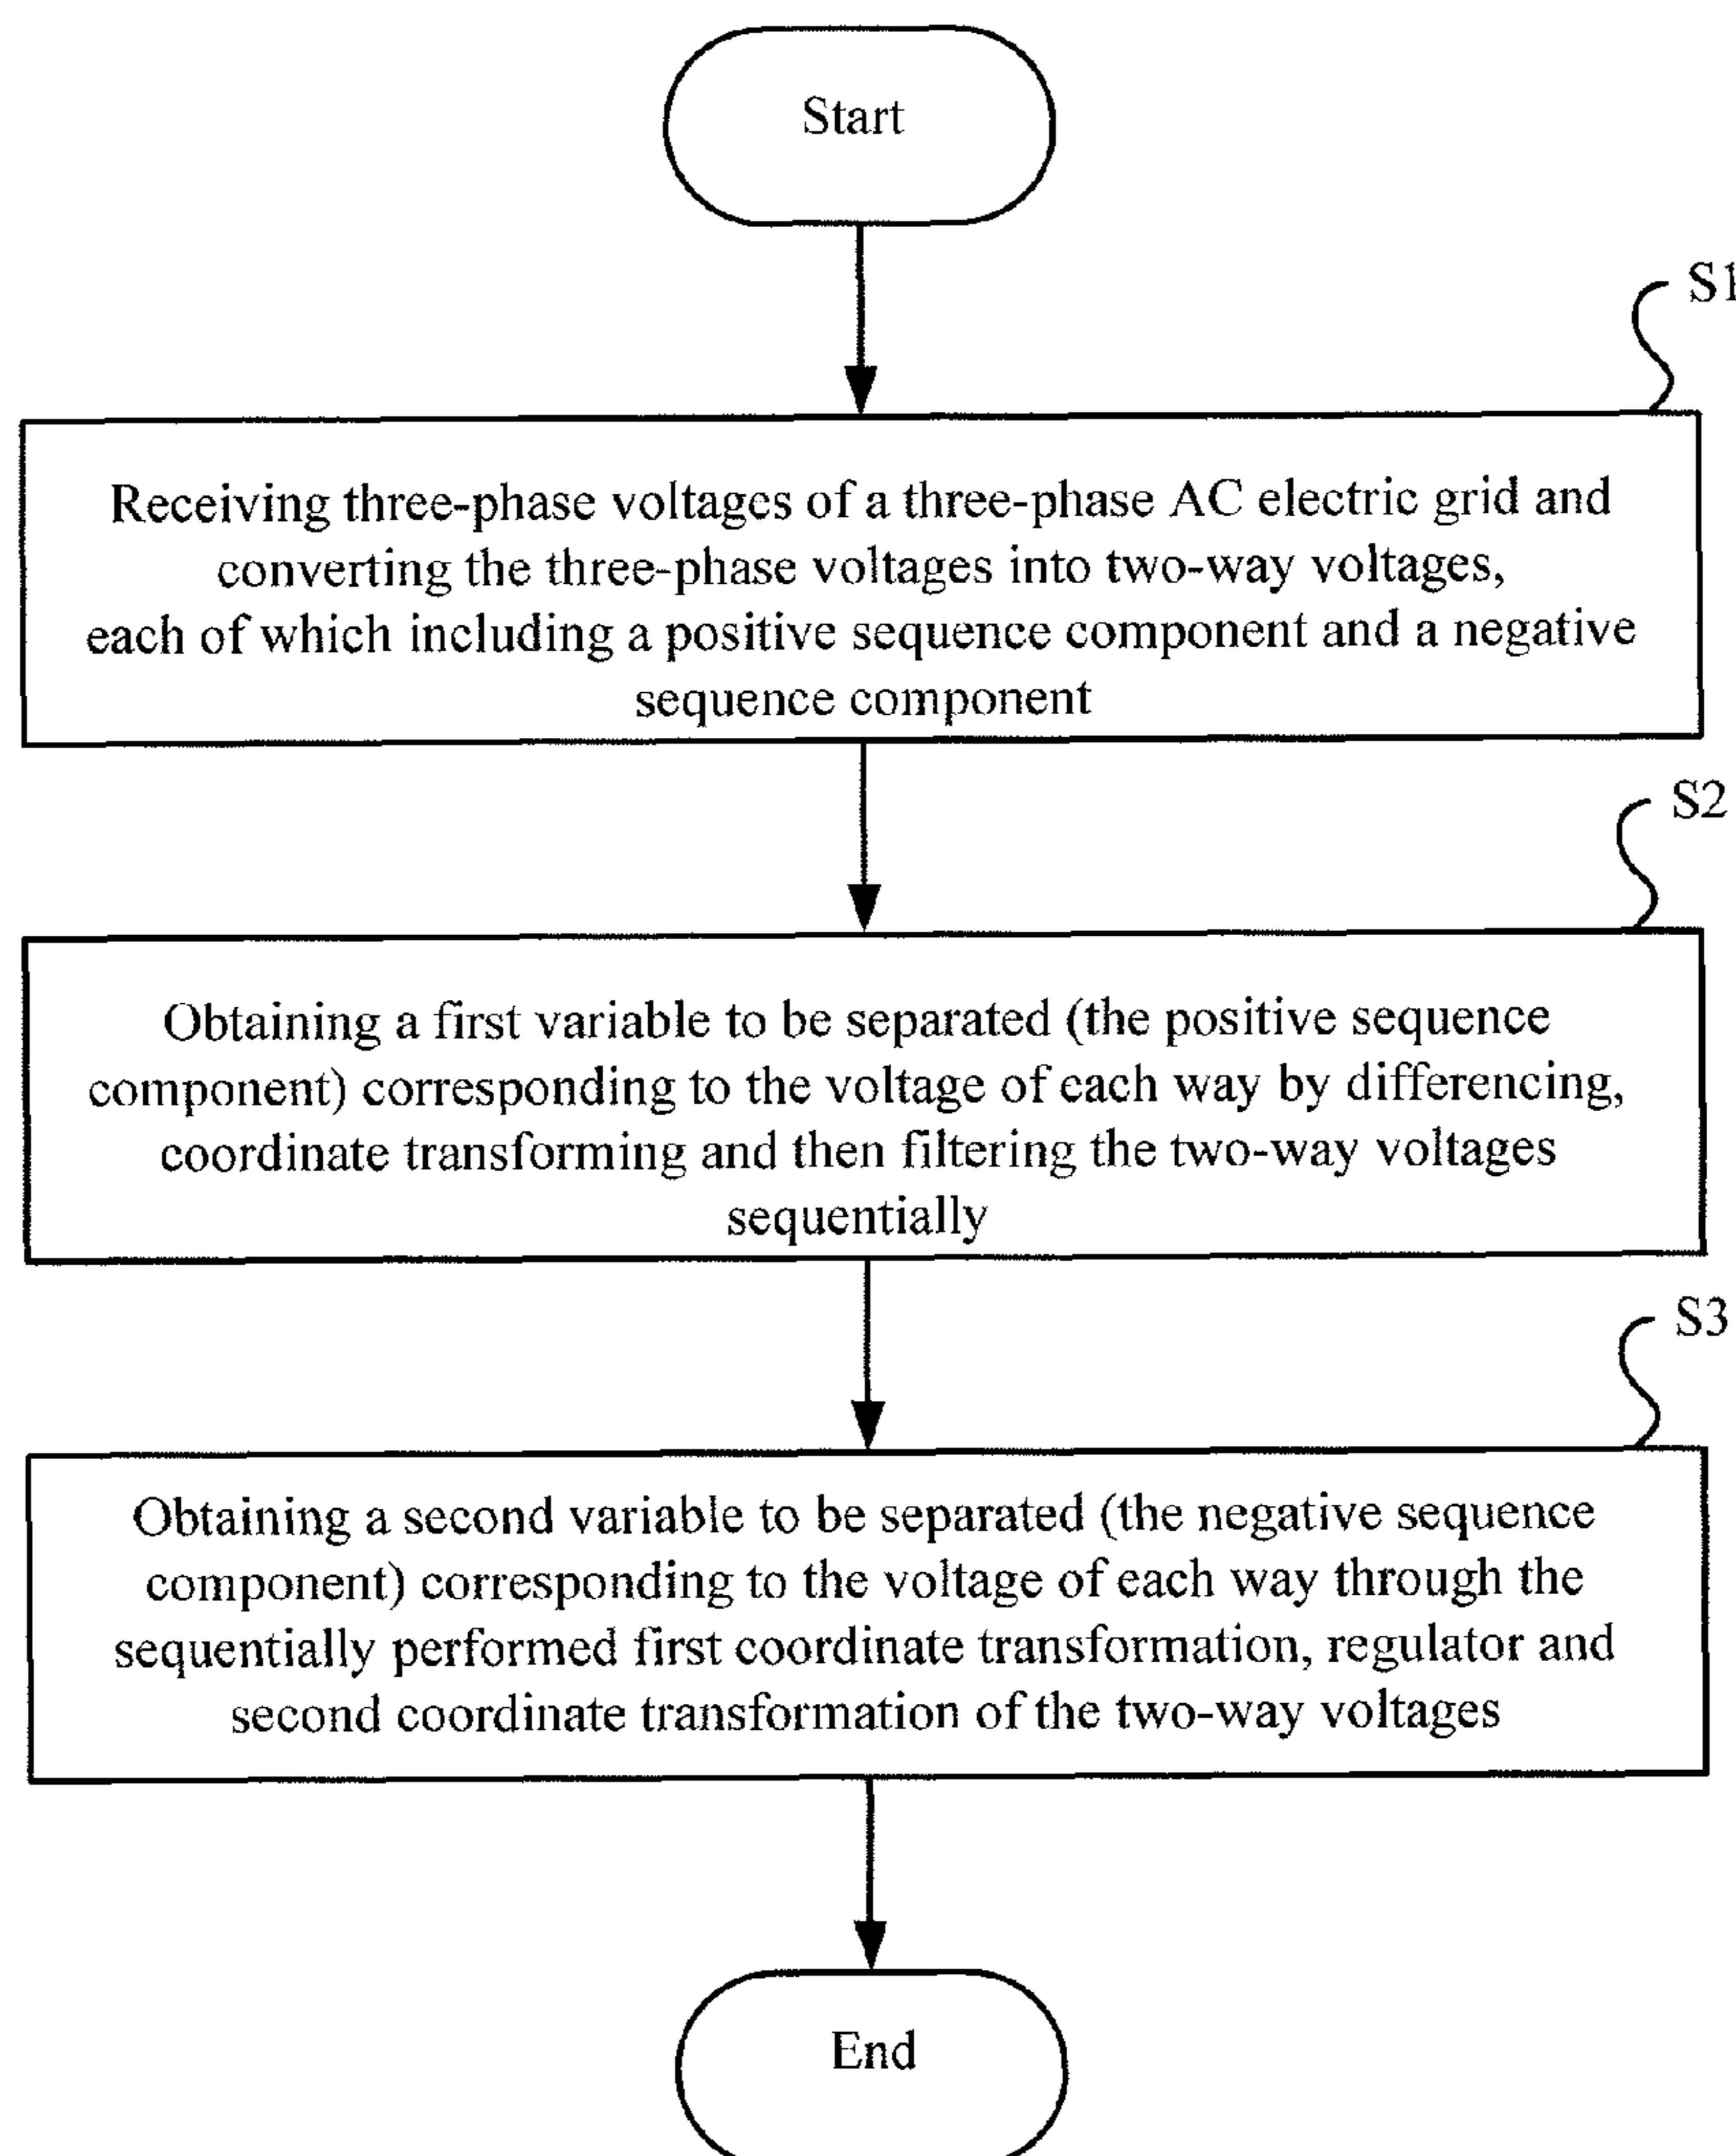 Start
S1
Receiving three-phase voltages of a three-phase AC electric grid and
converting the three-phase voltages into two-way voltages,
each of which including a positive sequence component and a negative
sequence component
S2
Obtaining a first variable to be separated (the positive sequence
component) corresponding to the voltage of each way by differencing,
coordinate transforming and then filtering the two-way voltages
sequentially
S3
Obtaining a second variable to be separated (the negative sequence
component) corresponding to the voltage of each way through the
sequentially performed first coordinate transformation, regulator and
second coordinate transformation of the two-way voltages
End